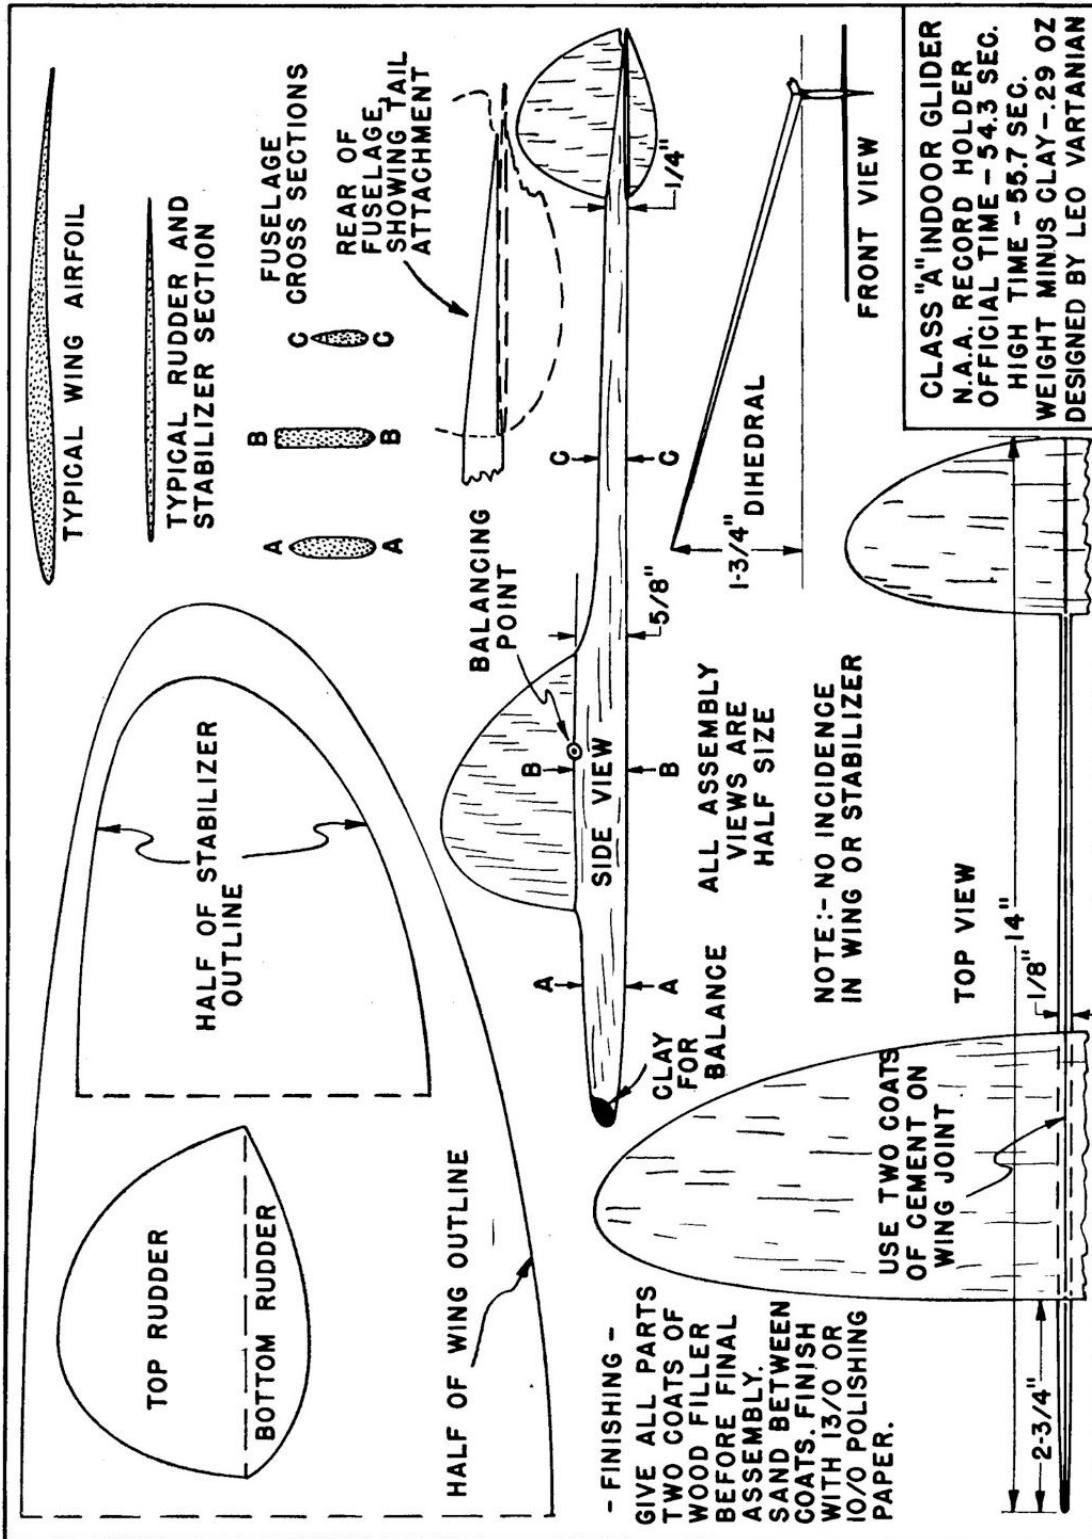 TYPICAL WING AIRFOIL
TYPICAL RUDDER AND
STABILIZER SECTION
A
A
B
B
C
C
FUSELAGE
CROSS SECTIONS
REAR OF
FUSELAGE
SHOWING TAIL
ATTACHMENT
TOP RUDDER
BOTTOM RUDDER
HALF OF STABILIZER
OUTLINE
HALF OF WING OUTLINE
BALANCING
POINT
A
A
B
B
C
C
SIDE VIEW
5/8"
1/4"
CLAY
FOR
BALANCE
ALL ASSEMBLY
VIEWS ARE
HALF SIZE
1-3/4"
DIHEDRAL
FRONT VIEW
NOTE:- NO INCIDENCE
IN WING OR STABILIZER
- FINISHING -
GIVE ALL PARTS
TWO COATS OF
WOOD FILLER
BEFORE FINAL
ASSEMBLY.
SAND BETWEEN
COATS. FINISH
WITH 13/0 OR
10/0 POLISHING
PAPER.
USE TWO COATS
OF CEMENT ON
WING JOINT
TOP VIEW
14"
1/8"
2-3/4"
CLASS "A" INDOOR GLIDER
N.A.A. RECORD HOLDER
OFFICIAL TIME - 54.3 SEC.
HIGH TIME - 55.7 SEC.
WEIGHT MINUS CLAY - .29 OZ
DESIGNED BY LEO VARTANIAN